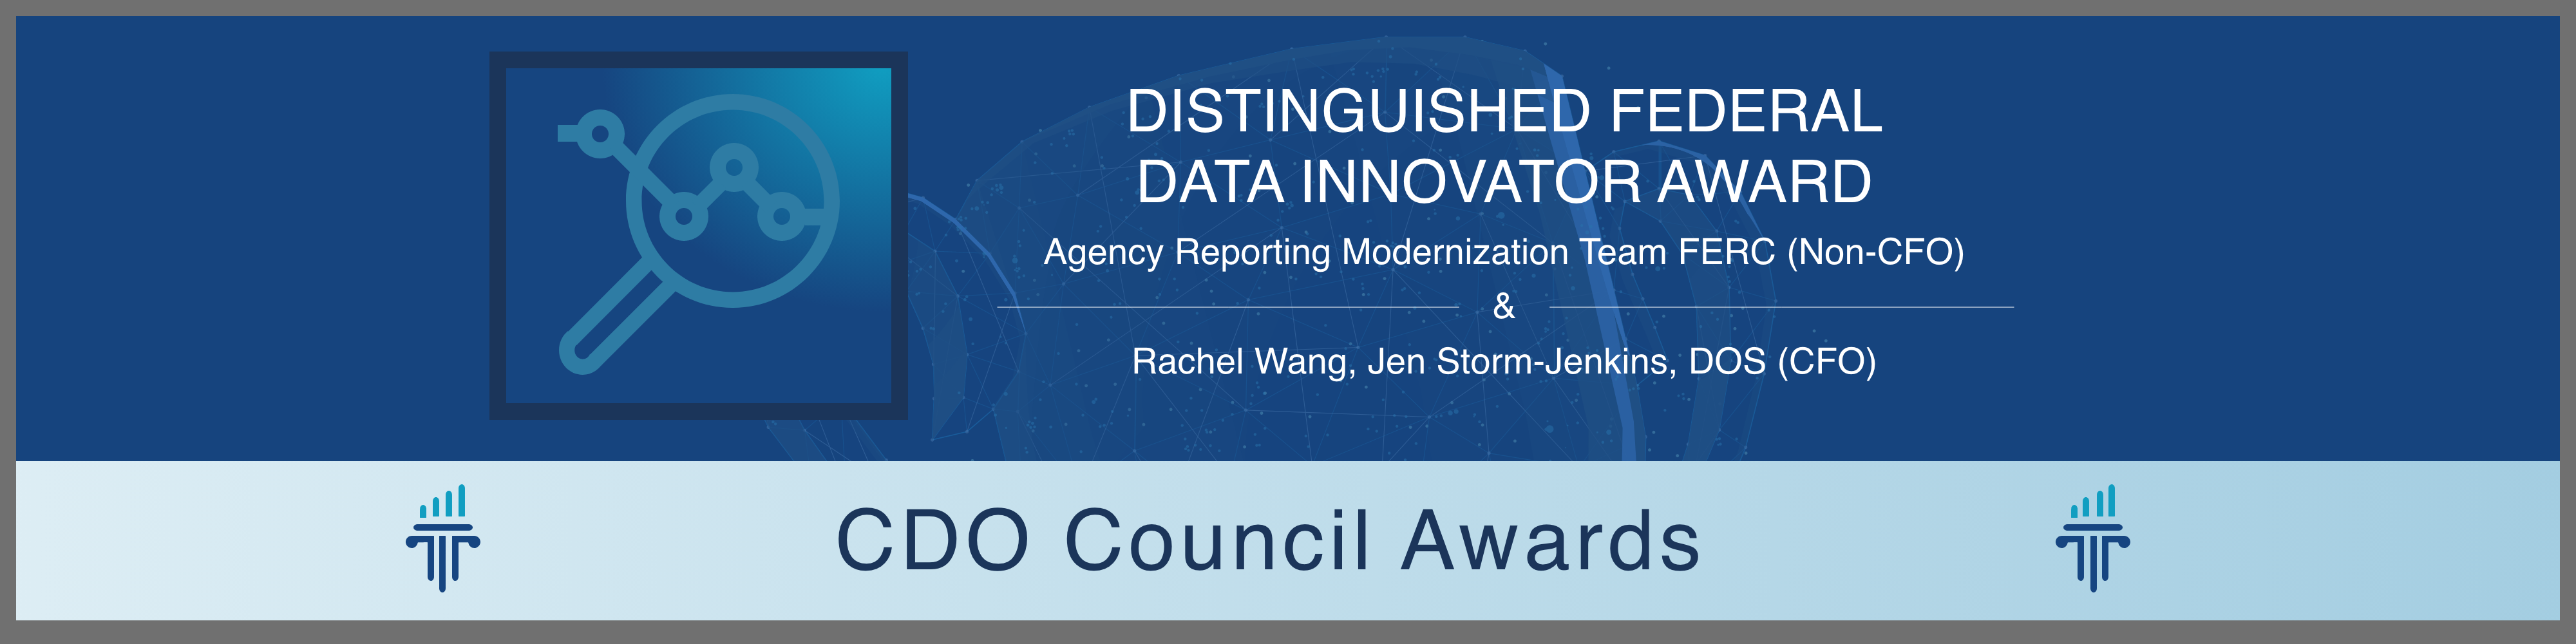 DISTINGUISHED FEDERAL
DATA INNOVATOR AWARD
Agency Reporting Modernization Team FERC (Non-CFO)
&
Rachel Wang, Jen Storm-Jenkins, DOS (CFO)
CDO Council Awards